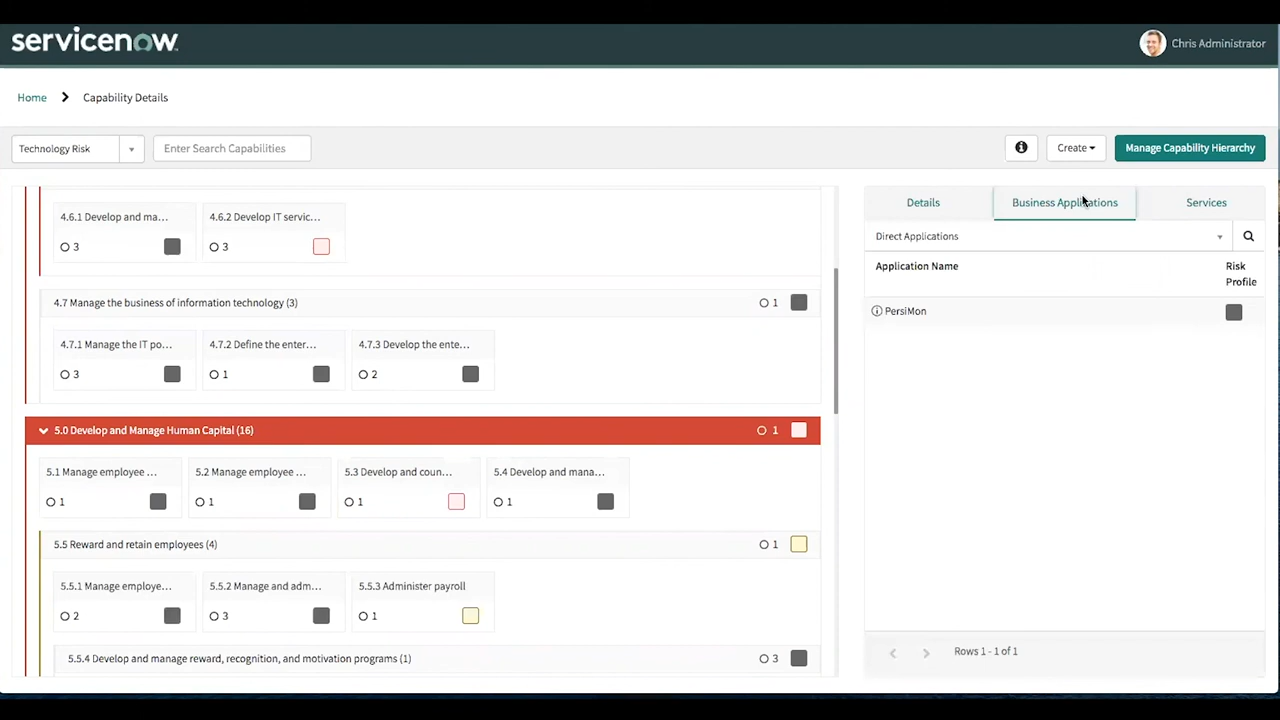 servicenow.
Chris Administrator
Home > Capability Details
Technology Risk
Enter Search Capabilities
Create
Manage Capability Hierarchy
4.6.1 Develop and ma...
4.6.2 Develop IT servic...
3
3
4.7 Manage the business of information technology (3)
1
4.7.1 Manage the IT po...
4.7.2 Define the enter...
4.7.3 Develop the ente...
3
1
2
5.0 Develop and Manage Human Capital (16)
1
5.1 Manage employee ...
5.2 Manage employee ...
5.3 Develop and coun...
5.4 Develop and mana...
1
1
1
1
5.5 Reward and retain employees (4)
1
5.5.1 Manage employe...
5.5.2 Manage and adm...
5.5.3 Administer payroll
2
3
1
5.5.4 Develop and manage reward, recognition, and motivation programs (1)
3
Details
Business Applications
Services
Direct Applications
Application Name
Risk
Profile
PersiMon
Rows 1 - 1 of 1